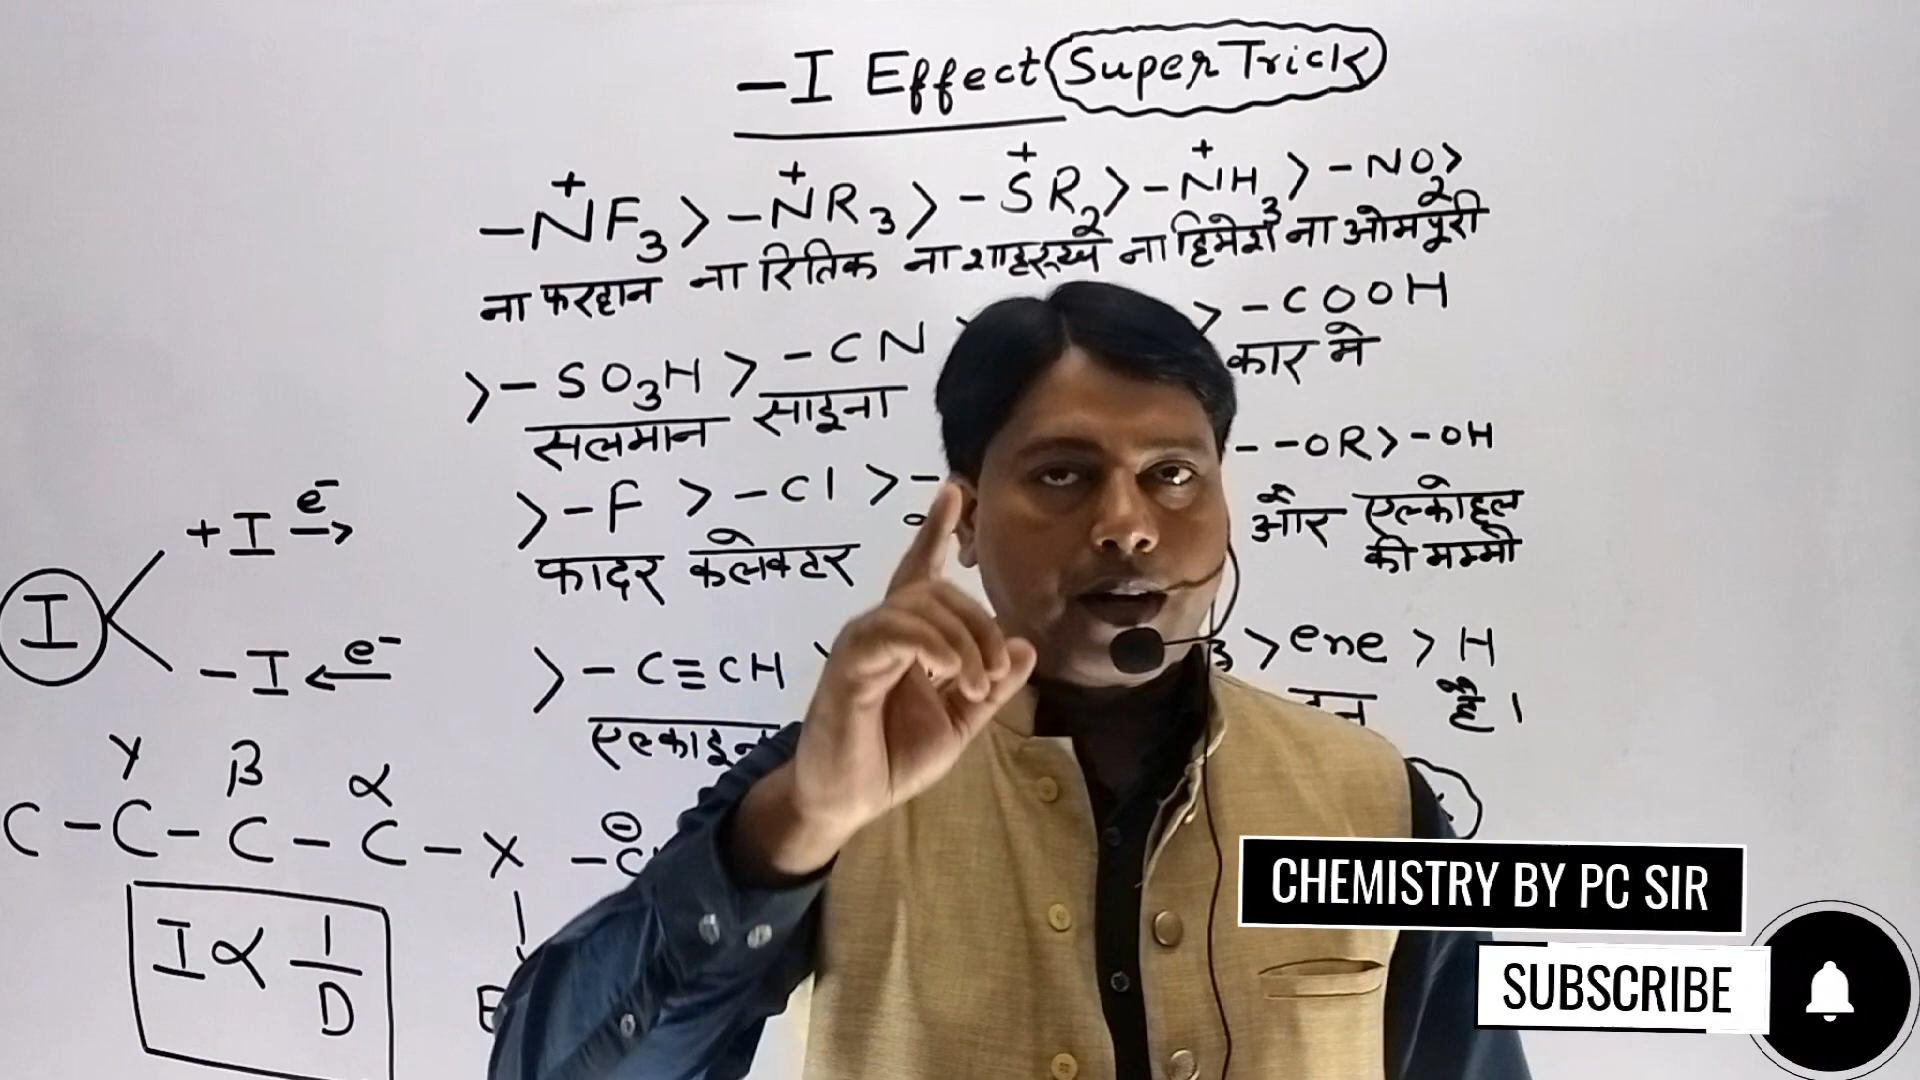 -I Effect Super Trick
-N⁺F₃ > -N⁺R₃ > -S⁺R₂ > -N⁺H₃ > -NO₂ >
ना फरहान ना रितिक ना शाहरूख ना हिमेश ना ओमपूरी
> -SO₃H > -CN > -COOH
सलमान साइना कार मे
> -F > -Cl > - --OR > -OH
फादर कलेक्टर और एल्कोहल
की मम्मी
> -C≡CH 3 > ene > H
एल्काइन है।
+I e⁻ →
I
-I ← e⁻
γ β α
C-C-C-C-X
I ∝ 1/D
CHEMISTRY BY PC SIR
SUBSCRIBE